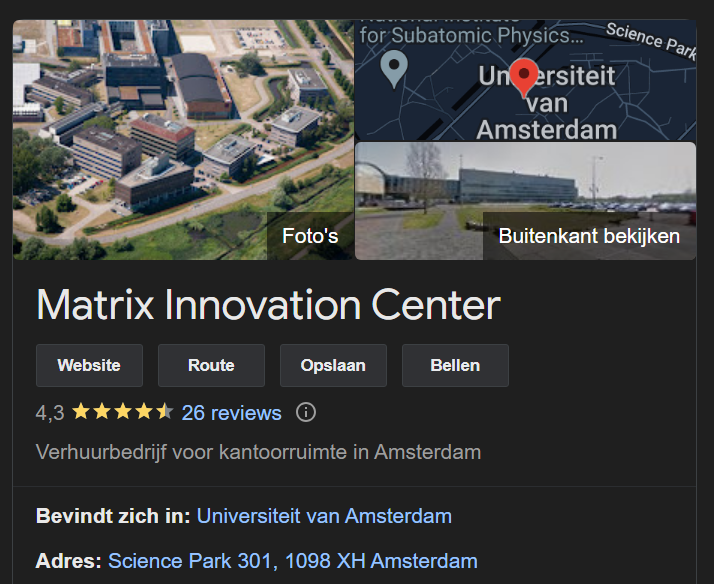 National Institute
for Subatomic Physics...
Science Park
Universiteit
van
Amsterdam
Foto's
Buitenkant bekijken
Matrix Innovation Center
Website
Route
Opslaan
Bellen
4,3 26 reviews
Verhuurbedrijf voor kantoorruimte in Amsterdam
Bevindt zich in: Universiteit van Amsterdam
Adres: Science Park 301, 1098 XH Amsterdam